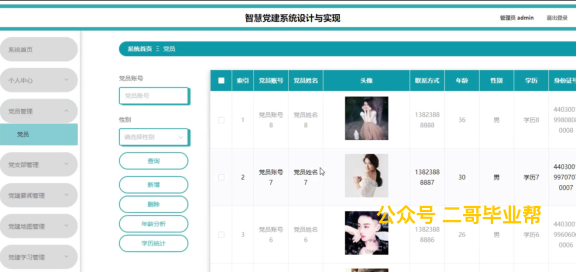 智慧党建系统设计与实现
管理员 admin 退出登录
系统首页
系统首页 党员
个人中心
党员管理
党员
党支部管理
党建新闻管理
党建地图管理
党建学习管理
党员账号
党员账号
性别
请选择性别
查询
新增
删除
年龄分析
学历统计
索引 党员账号 党员姓名 头像 联系方式 年龄 性别 学历 身份证号
1 党员账号8 党员姓名8 13823888888 36 男 学历8
440300
0008
2 党员账号7 党员姓名7 13823888887 30 男 学历7
440300
0007
3 党员账号6 党员姓名6 13823888886 26 男 学历6
440300
0006
公众号 二哥毕业帮